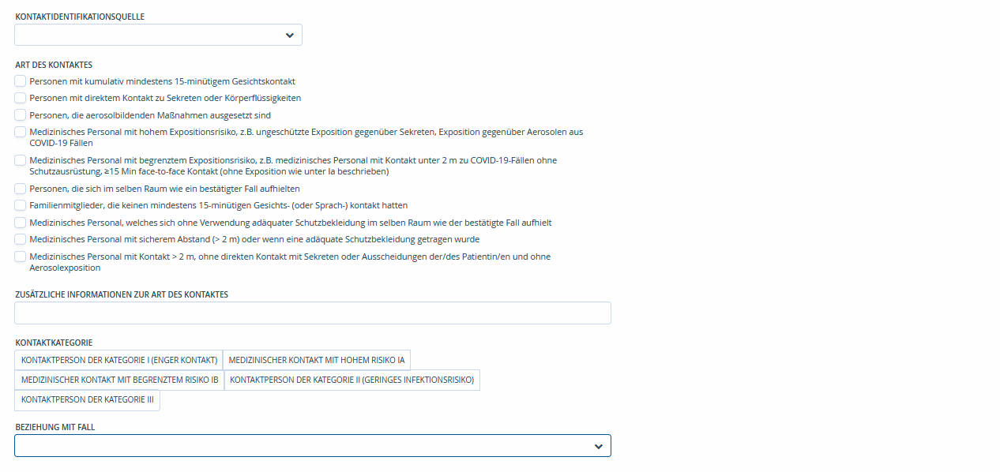 KONTAKTIDENTIFIKATIONSQUELLE
ART DES KONTAKTES
Personen mit kumulativ mindestens 15-minütigem Gesichtskontakt
Personen mit direktem Kontakt zu Sekreten oder Körperflüssigkeiten
Personen, die aerosolbildenden Maßnahmen ausgesetzt sind
Medizinisches Personal mit hohem Expositionsrisiko, z.B. ungeschützte Exposition gegenüber Sekreten, Exposition gegenüber Aerosolen aus
COVID-19 Fällen
Medizinisches Personal mit begrenztem Expositionsrisiko, z.B. medizinisches Personal mit Kontakt unter 2 m zu COVID-19-Fällen ohne
Schutzausrüstung, ≥15 Min face-to-face Kontakt (ohne Exposition wie unter Ia beschrieben)
Personen, die sich im selben Raum wie ein bestätigter Fall aufhielten
Familienmitglieder, die keinen mindestens 15-minütigen Gesichts- (oder Sprach-) kontakt hatten
Medizinisches Personal, welches sich ohne Verwendung adäquater Schutzbekleidung im selben Raum wie der bestätigte Fall aufhielt
Medizinisches Personal mit sicherem Abstand (> 2 m) oder wenn eine adäquate Schutzbekleidung getragen wurde
Medizinisches Personal mit Kontakt > 2 m, ohne direkten Kontakt mit Sekreten oder Ausscheidungen der/des Patientin/en und ohne
Aerosolexposition
ZUSÄTZLICHE INFORMATIONEN ZUR ART DES KONTAKTES
KONTAKTKATEGORIE
KONTAKTPERSON DER KATEGORIE I (ENGER KONTAKT) MEDIZINISCHER KONTAKT MIT HOHEM RISIKO IA
MEDIZINISCHER KONTAKT MIT BEGRENZTEM RISIKO IB KONTAKTPERSON DER KATEGORIE II (GERINGES INFEKTIONSRISIKO)
KONTAKTPERSON DER KATEGORIE III
BEZIEHUNG MIT FALL